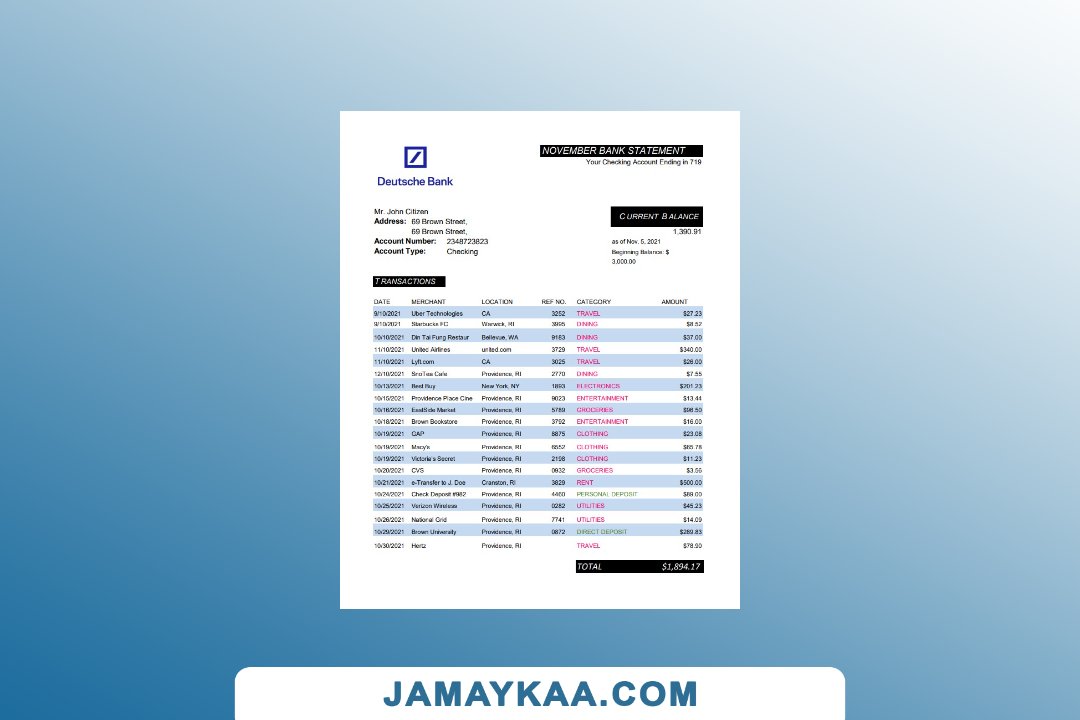 Deutsche Bank
NOVEMBER BANK STATEMENT
Your Checking Account Ending in 719
Mr. John Citizen
Address: 69 Brown Street,
69 Brown Street,
Account Number: 2348723823
Account Type: Checking
CURRENT BALANCE
1,390.91
as of Nov. 5, 2021
Beginning Balance: $
3,000.00
TRANSACTIONS
DATE MERCHANT LOCATION REF NO. CATEGORY AMOUNT
9/10/2021 Uber Technologies CA 3252 TRAVEL $27.23
9/10/2021 Starbucks FC Warwick, RI 3995 DINING $8.52
10/10/2021 Din Tai Fung Restaur Bellevue, WA 9183 DINING $37.00
11/10/2021 United Airlines united.com 3729 TRAVEL $340.00
11/10/2021 Lyft.com CA 3025 TRAVEL $26.00
12/10/2021 SnoTea Cafe Providence, RI 2770 DINING $7.55
10/13/2021 Best Buy New York, NY 1893 ELECTRONICS $201.23
10/15/2021 Providence Place Cine Providence, RI 9023 ENTERTAINMENT $13.44
10/16/2021 EastSide Market Providence, RI 5789 GROCERIES $96.50
10/18/2021 Brown Bookstore Providence, RI 3792 ENTERTAINMENT $16.00
10/19/2021 GAP Providence, RI 8875 CLOTHING $23.08
10/19/2021 Macy's Providence, RI 6552 CLOTHING $65.78
10/19/2021 Victoria's Secret Providence, RI 2198 CLOTHING $11.23
10/20/2021 CVS Providence, RI 0932 GROCERIES $3.56
10/21/2021 e-Transfer to J. Doe Cranston, RI 3829 RENT $500.00
10/24/2021 Check Deposit #982 Providence, RI 4460 PERSONAL DEPOSIT $89.00
10/25/2021 Verizon Wireless Providence, RI 0282 UTILITIES $45.23
10/26/2021 National Grid Providence, RI 7741 UTILITIES $14.09
10/29/2021 Brown University Providence, RI 0872 DIRECT DEPOSIT $289.83
10/30/2021 Hertz Providence, RI TRAVEL $78.90
TOTAL $1,894.17
JAMAYKAA.COM